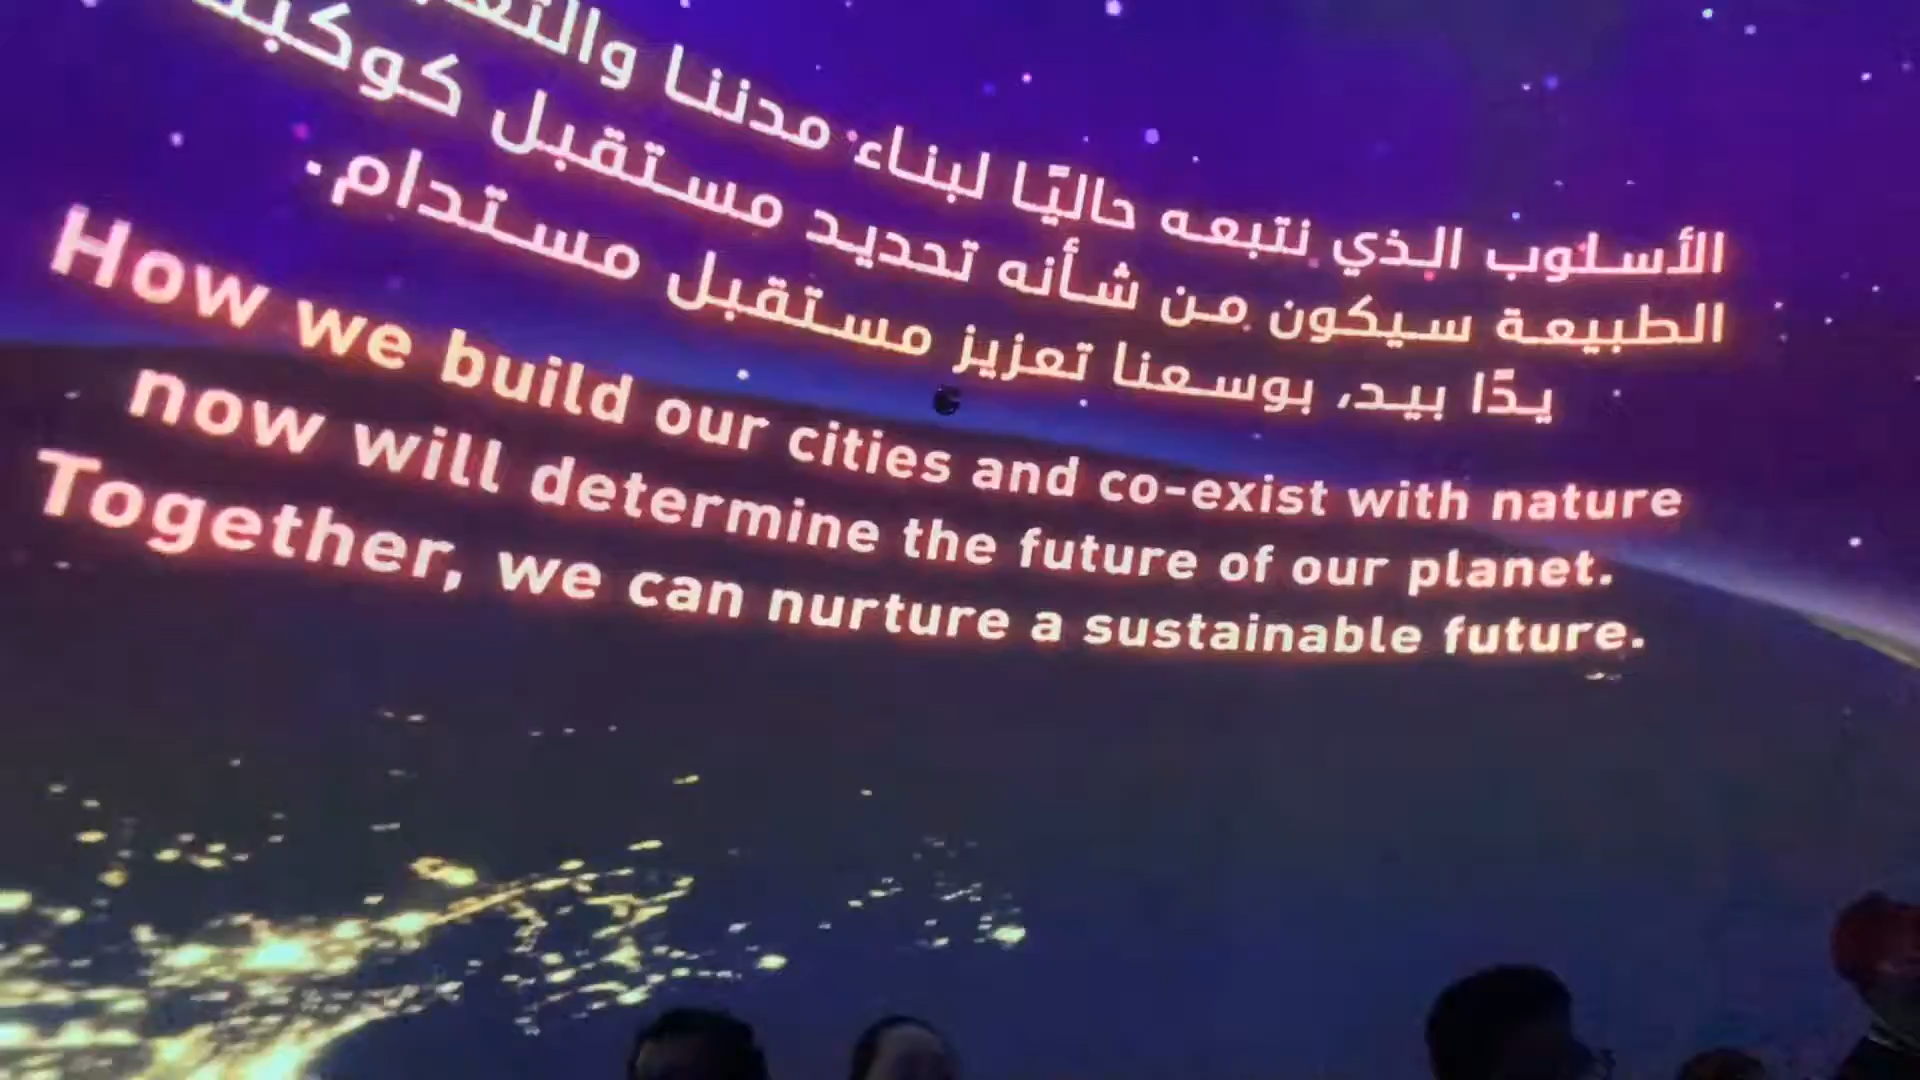 الأسلوب الذي نتبعه حاليًا لبناء مدننا
الطبيعة سيكون من شأنه تحديد مستقبل
يدًا بيد، بوسعنا تعزيز مستقبل مستدام.
How we build our cities and co-exist with nature
now will determine the future of our planet.
Together, we can nurture a sustainable future.